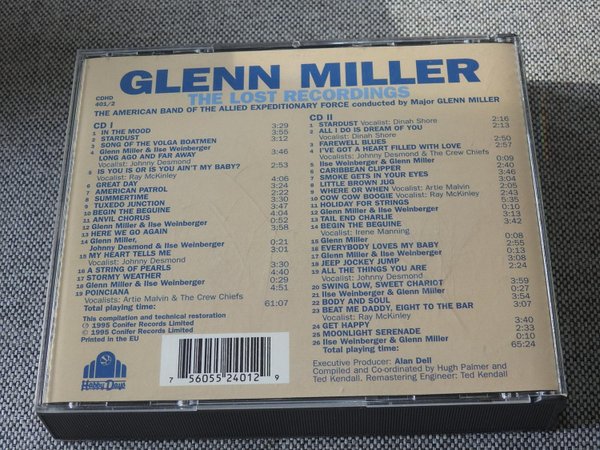 CDHD
401/2
GLENN MILLER
THE LOST RECORDINGS
THE AMERICAN BAND OF THE ALLIED EXPEDITIONARY FORCE conducted by Major GLENN MILLER
CD I
1 IN THE MOOD 3:29
2 STARDUST 3:55
3 SONG OF THE VOLGA BOATMEN 3:12
4 Glenn Miller & Ilse Weinberger
LONG AGO AND FAR AWAY 3:46
Vocalist: Johnny Desmond
5 IS YOU IS OR IS YOU AIN'T MY BABY? 2:53
Vocalist: Ray McKinley
6 GREAT DAY 4:06
7 AMERICAN PATROL 3:24
8 SUMMERTIME 2:22
9 TUXEDO JUNCTION 3:30
10 BEGIN THE BEGUINE 3:47
11 ANVIL CHORUS 4:04
12 Glenn Miller & Ilse Weinberger 0:52
13 HERE WE GO AGAIN 3:58
14 Glenn Miller,
Johnny Desmond & Ilse Weinberger 0:21
15 MY HEART TELLS ME 3:01
Vocalist: Johnny Desmond
16 A STRING OF PEARLS 3:30
17 STORMY WEATHER 4:40
18 Glenn Miller & Ilse Weinberger 0:29
19 POINCIANA 4:51
Vocalists: Artie Malvin & The Crew Chiefs
Total playing time: 61:07
This compilation and technical restoration
℗ 1995 Conifer Records Limited
© 1995 Conifer Records Limited
Printed in the EU
Happy Days
7 56055 24012 9
CD II
1 STARDUST Vocalist: Dinah Shore 2:16
2 ALL I DO IS DREAM OF YOU 2:13
Vocalist: Dinah Shore
3 FAREWELL BLUES 2:50
4 I'VE GOT A HEART FILLED WITH LOVE 2:57
Vocalists: Johnny Desmond & The Crew Chiefs
5 Ilse Weinberger & Glenn Miller 0:09
6 CARIBBEAN CLIPPER 2:40
7 SMOKE GETS IN YOUR EYES 3:46
8 LITTLE BROWN JUG 3:04
9 WHERE OR WHEN Vocalist: Artie Malvin 2:05
10 COW COW BOOGIE Vocalist: Ray McKinley 2:43
11 HOLIDAY FOR STRINGS 5:35
12 Glenn Miller & Ilse Weinberger 0:10
13 TAIL END CHARLIE 3:13
14 BEGIN THE BEGUINE 3:42
Vocalist: Irene Manning
15 Glenn Miller 0:08
16 EVERYBODY LOVES MY BABY 2:55
17 Glenn Miller & Ilse Weinberger 0:13
18 JEEP JOCKEY JUMP 3:08
19 ALL THE THINGS YOU ARE 2:24
Vocalist: Johnny Desmond
20 SWING LOW, SWEET CHARIOT 3:59
21 Ilse Weinberger & Glenn Miller 0:27
22 BODY AND SOUL 3:54
23 BEAT ME DADDY, EIGHT TO THE BAR 3:07
Vocalist: Ray McKinley
24 GET HAPPY 3:40
25 MOONLIGHT SERENADE 2:33
26 Ilse Weinberger & Glenn Miller 0:10
Total playing time: 65:24
Executive Producer: Alan Dell
Compiled and Co-ordinated by Hugh Palmer and
Ted Kendall. Remastering Engineer: Ted Kendall